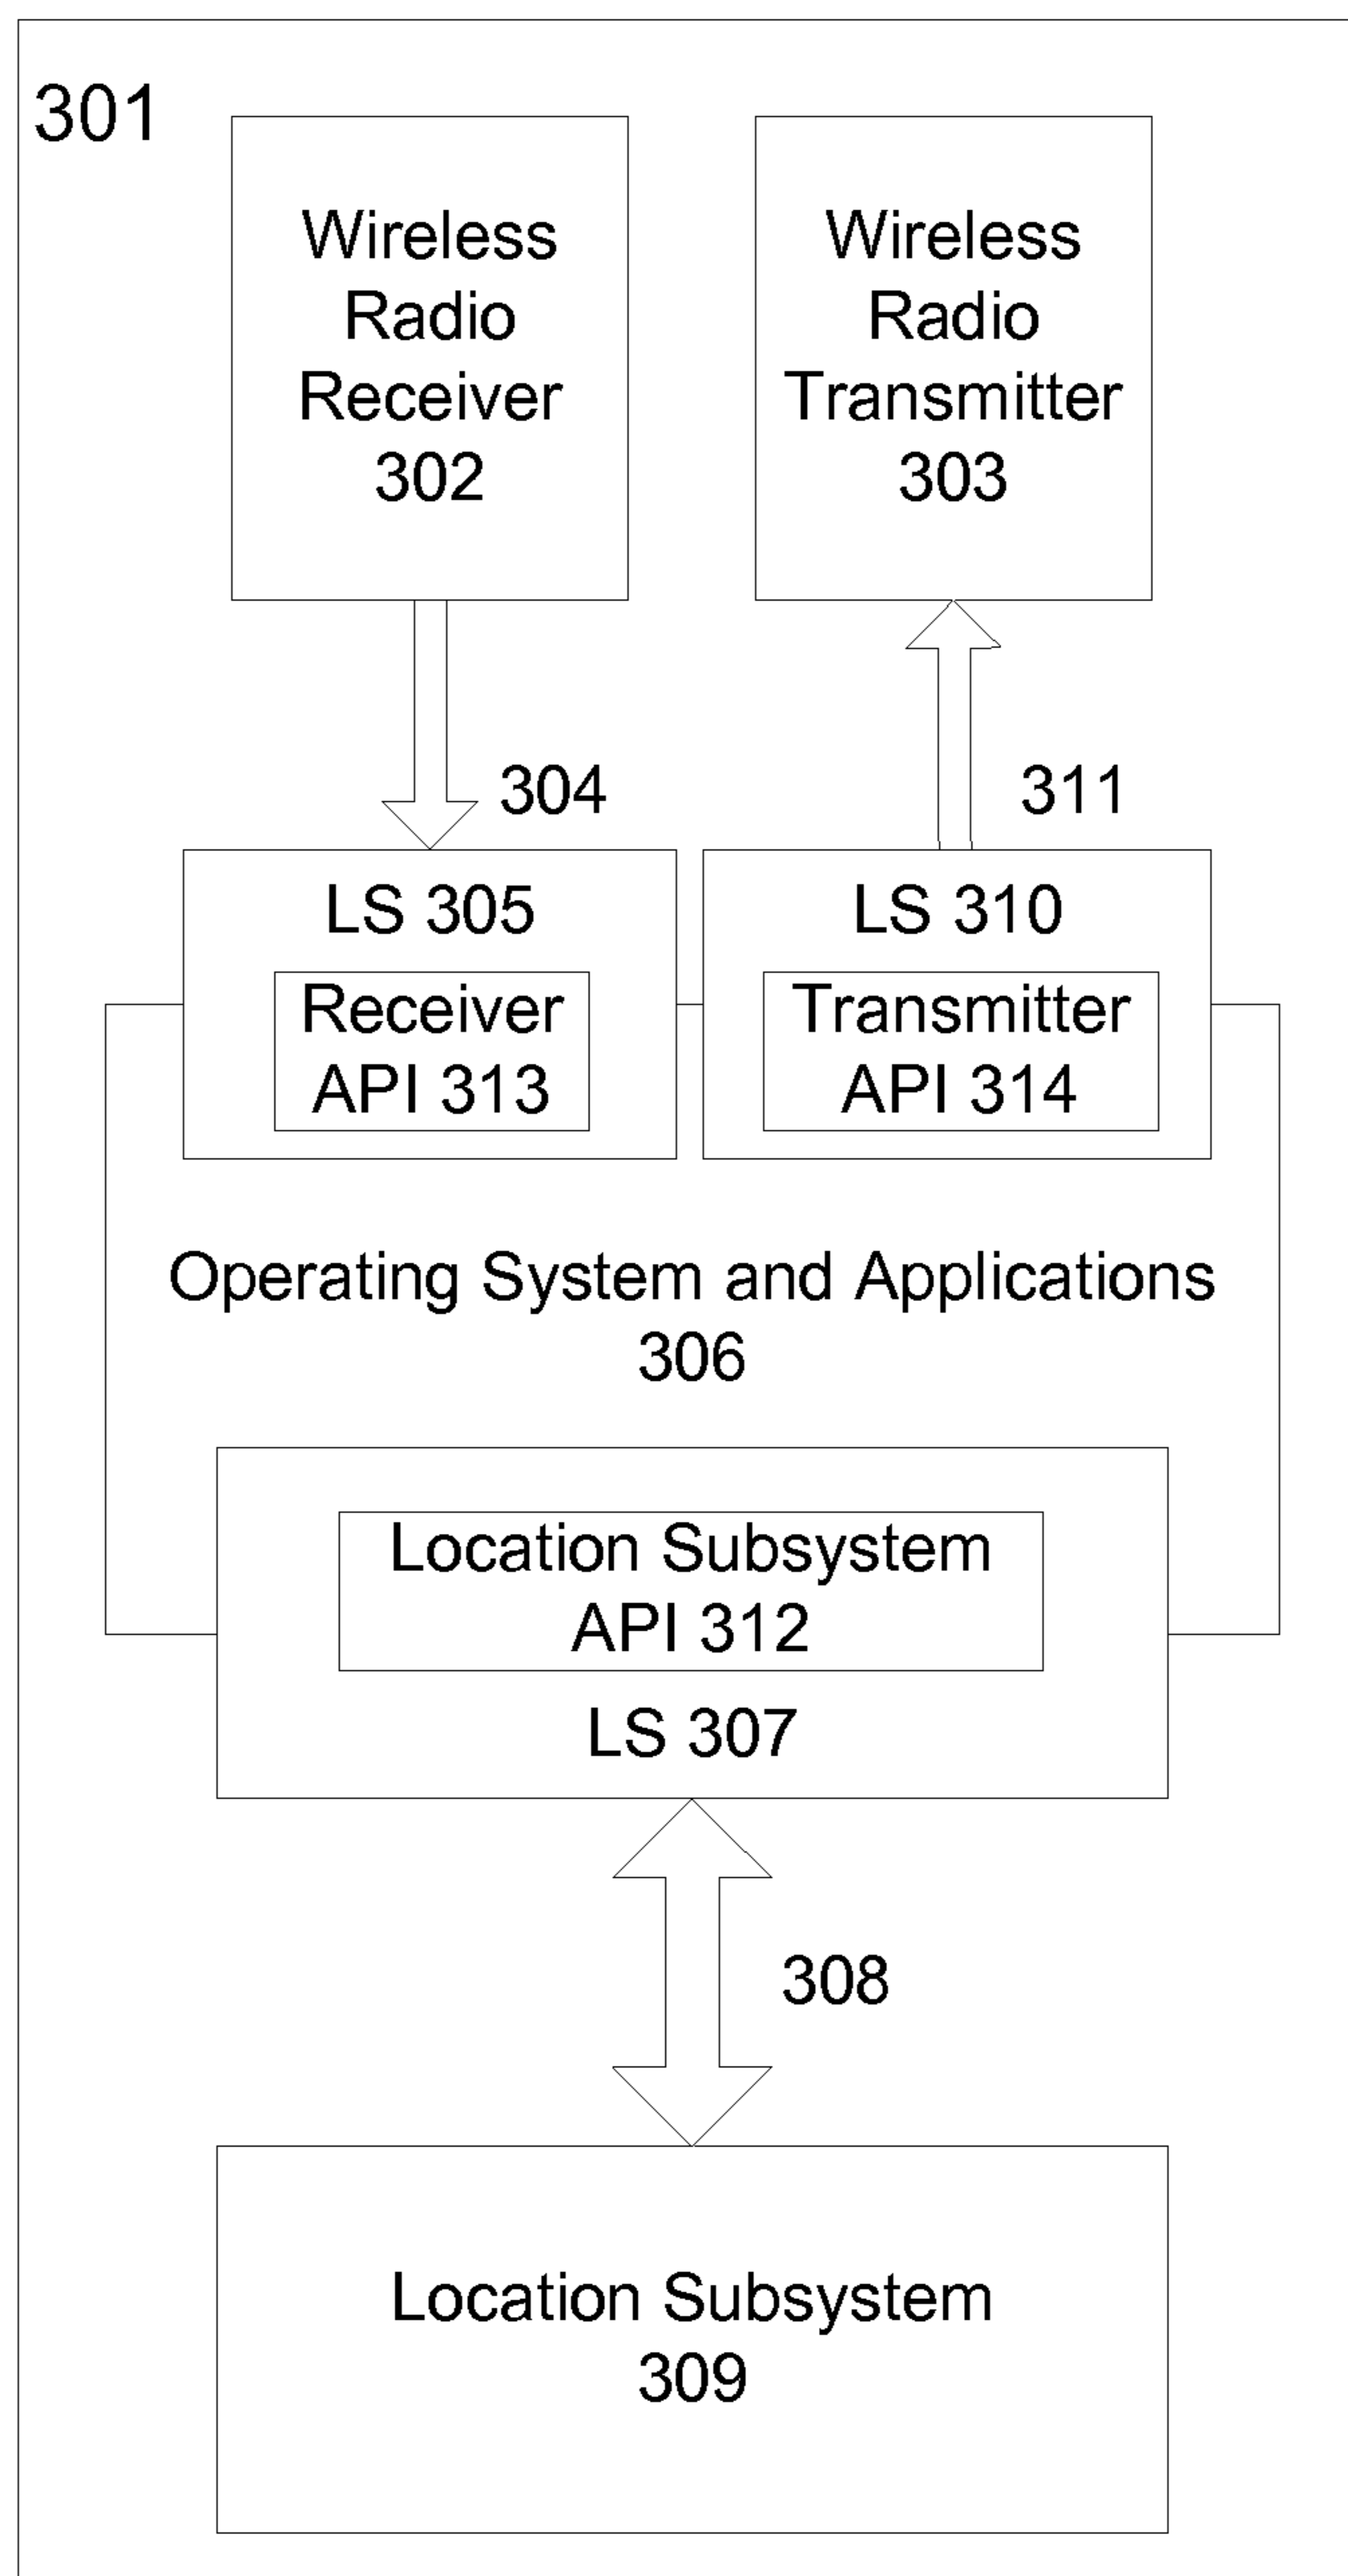 301
Wireless
Radio
Receiver
302
Wireless
Radio
Transmitter
303
304
311
LS 305
Receiver
API 313
LS 310
Transmitter
API 314
Operating System and Applications
306
Location Subsystem
API 312
LS 307
308
Location Subsystem
309